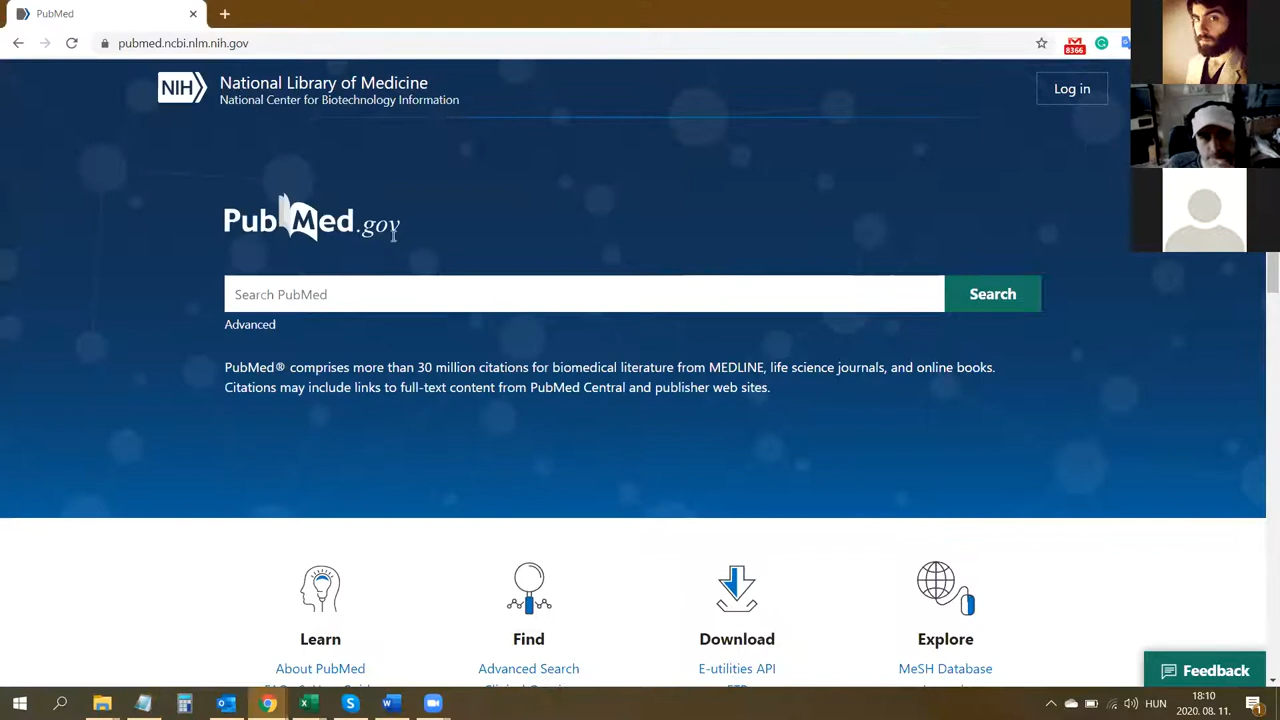 PubMed
pubmed.ncbi.nlm.nih.gov
8366
NIH
National Library of Medicine
National Center for Biotechnology Information
Log in
PubMed.gov
Search PubMed
Search
Advanced
PubMed® comprises more than 30 million citations for biomedical literature from MEDLINE, life science journals, and online books.
Citations may include links to full-text content from PubMed Central and publisher web sites.
Learn
Find
Download
Explore
About PubMed
Advanced Search
E-utilities API
MeSH Database
Feedback
HUN
18:10
2020. 08. 11.
1